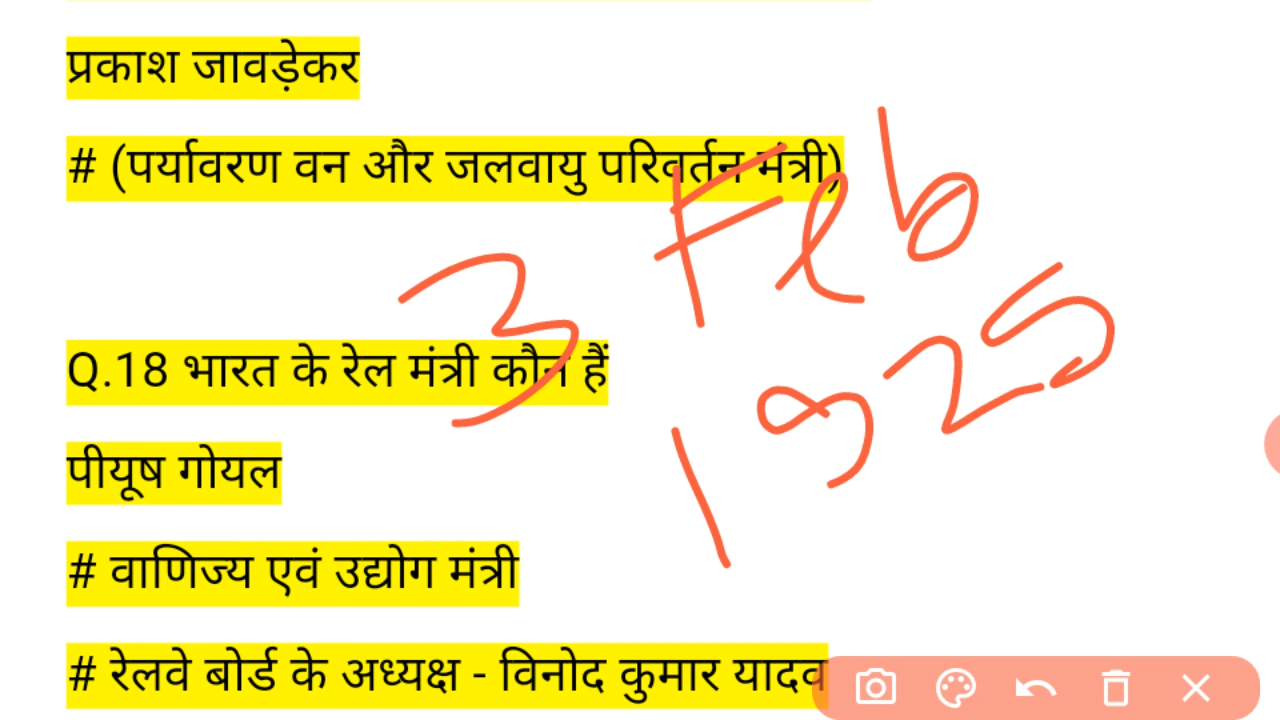 प्रकाश जावड़ेकर
# (पर्यावरण वन और जलवायु परिवर्तन मंत्री)
3 Feb
1925
Q.18 भारत के रेल मंत्री कौन हैं
पीयूष गोयल
# वाणिज्य एवं उद्योग मंत्री
# रेलवे बोर्ड के अध्यक्ष - विनोद कुमार यादव